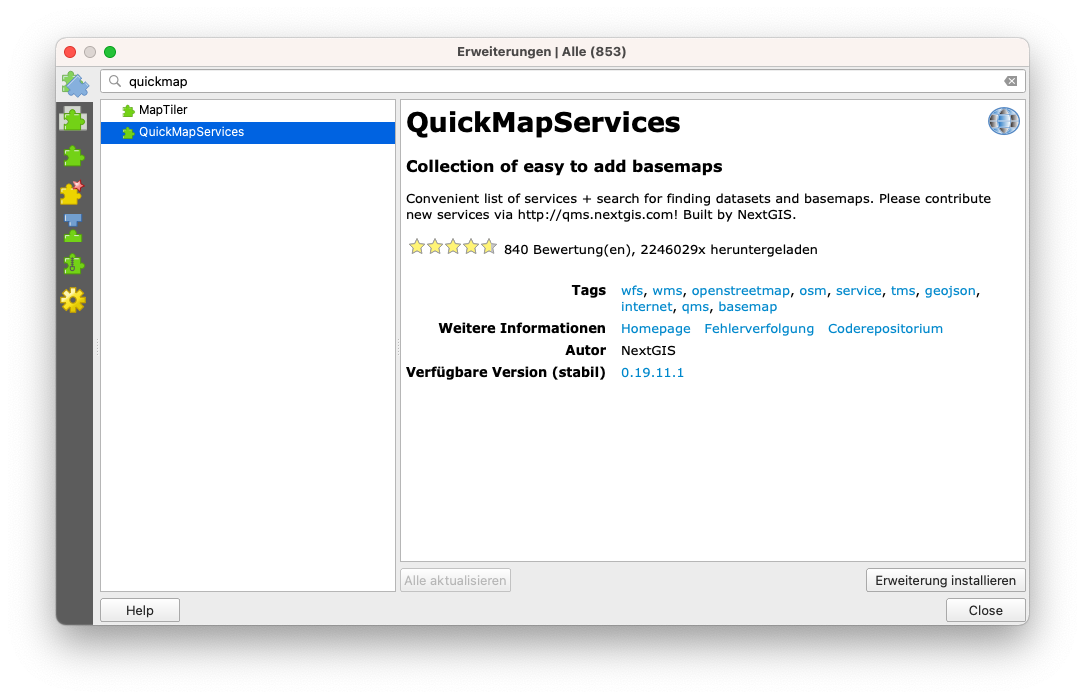 Erweiterungen | Alle (853)
quickmap
MapTiler
QuickMapServices
QuickMapServices
Collection of easy to add basemaps
Convenient list of services + search for finding datasets and basemaps. Please contribute
new services via http://qms.nextgis.com! Built by NextGIS.
840 Bewertung(en), 2246029x heruntergeladen
Tags wfs, wms, openstreetmap, osm, service, tms, geojson,
internet, qms, basemap
Weitere Informationen Homepage Fehlerverfolgung Coderepositorium
Autor NextGIS
Verfügbare Version (stabil) 0.19.11.1
Alle aktualisieren Erweiterung installieren
Help Close